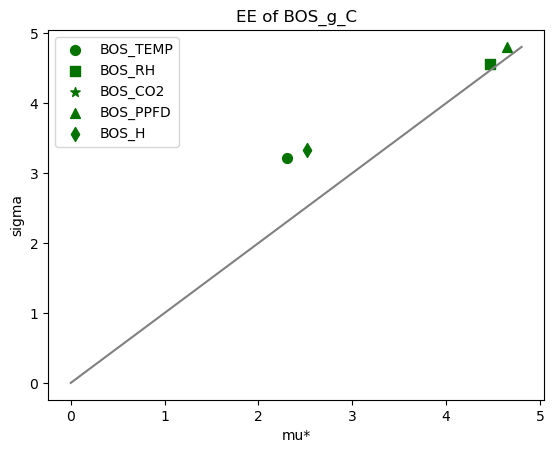 EE of BOS_g_C
BOS_TEMP
BOS_RH
BOS_CO2
BOS_PPFD
BOS_H
5
4
3
2
1
0
sigma
0 1 2 3 4 5
mu*